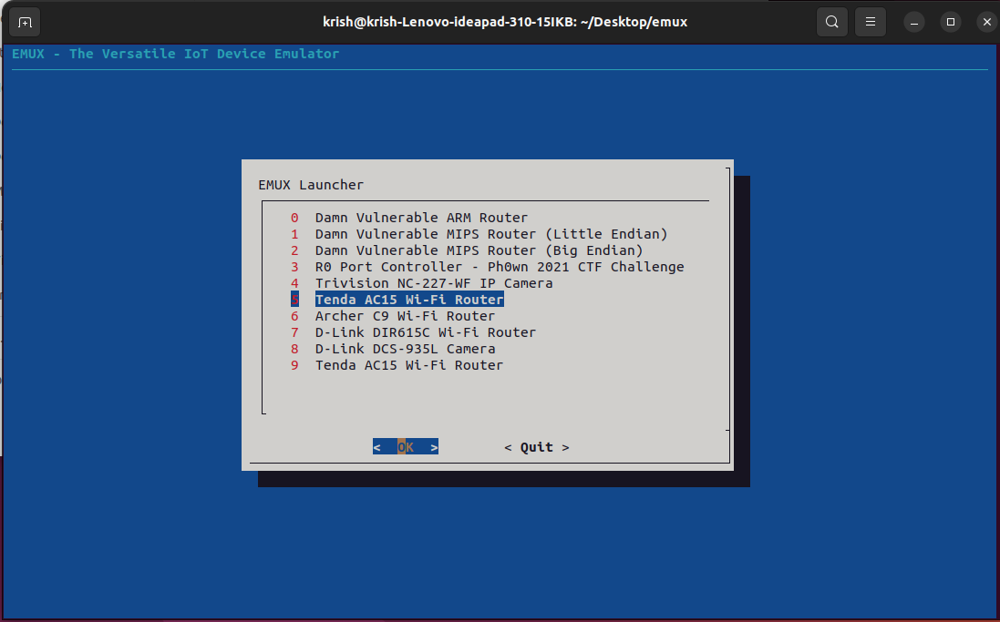 krish@krish-Lenovo-ideapad-310-15IKB: ~/Desktop/emux
EMUX - The Versatile IoT Device Emulator
EMUX Launcher
0 Damn Vulnerable ARM Router
1 Damn Vulnerable MIPS Router (Little Endian)
2 Damn Vulnerable MIPS Router (Big Endian)
3 R0 Port Controller - Ph0wn 2021 CTF Challenge
4 Trivision NC-227-WF IP Camera
5 Tenda AC15 Wi-Fi Router
6 Archer C9 Wi-Fi Router
7 D-Link DIR615C Wi-Fi Router
8 D-Link DCS-935L Camera
9 Tenda AC15 Wi-Fi Router
< OK > < Quit >